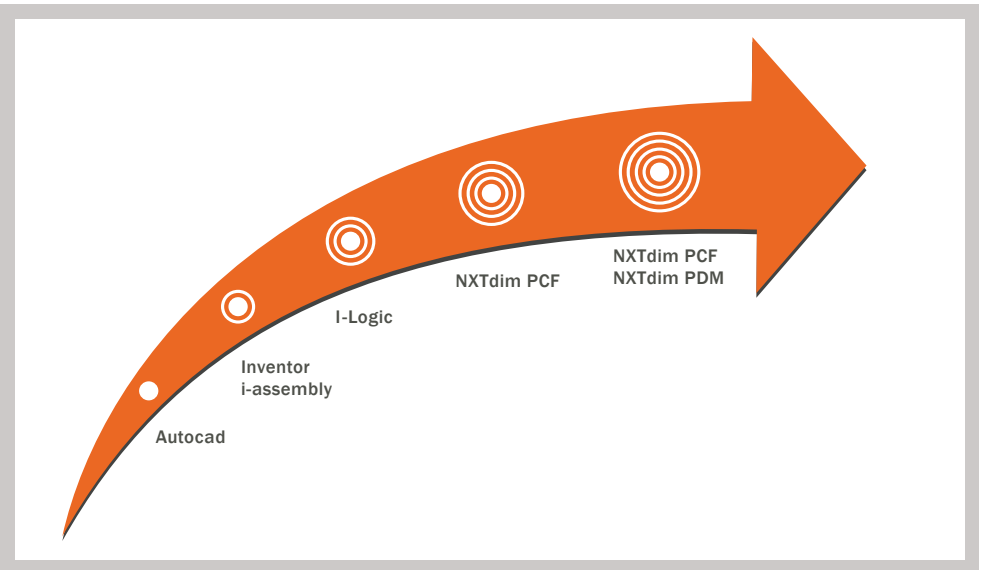 Autocad
Inventor
i-assembly
I-Logic
NXTdim PCF
NXTdim PCF
NXTdim PDM